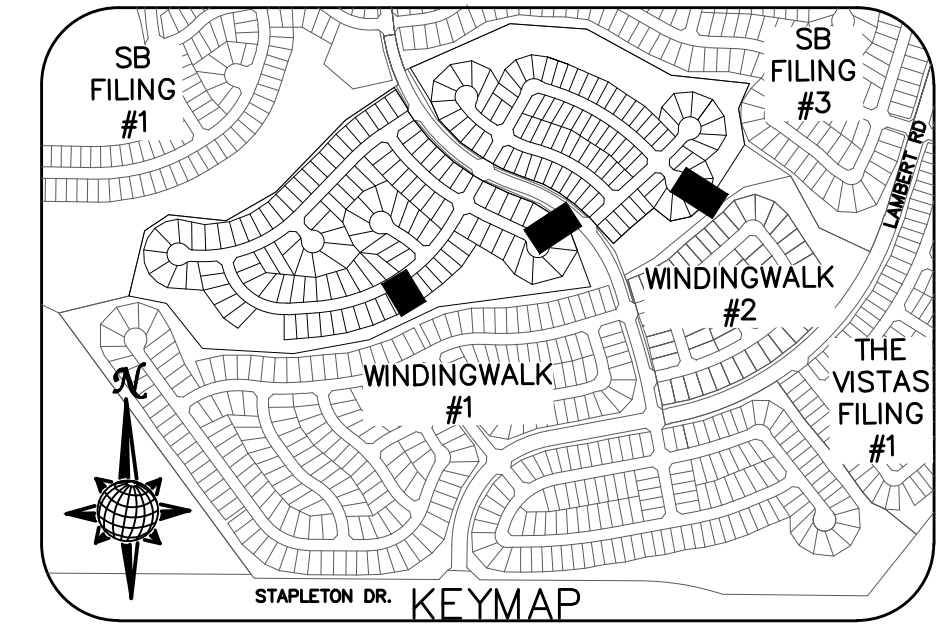 SB
FILING
#1
SB
FILING
#3
LAMBERT RD
WINDINGWALK
#2
THE
VISTAS
FILING
#1
WINDINGWALK
#1
N
STAPLETON DR.
KEYMAP